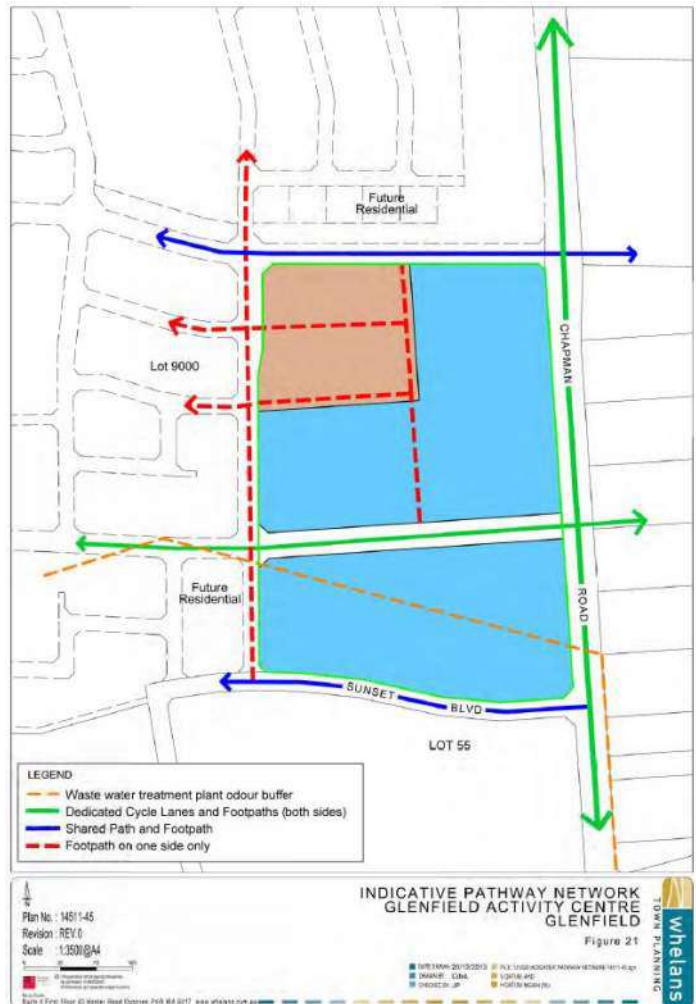 Future
Residential
Lot 9000
CHAPMAN
ROAD
Future
Residential
SUNSET BLVD
LOT 55
LEGEND
Waste water treatment plant odour buffer
Dedicated Cycle Lanes and Footpaths (both sides)
Shared Path and Footpath
Footpath on one side only
Plan No. : 14511-45
Revision : REV.0
Scale : 1:3500@A4
INDICATIVE PATHWAY NETWORK
GLENFIELD ACTIVITY CENTRE
GLENFIELD
Figure 21
TOWN PLANNING
whelans